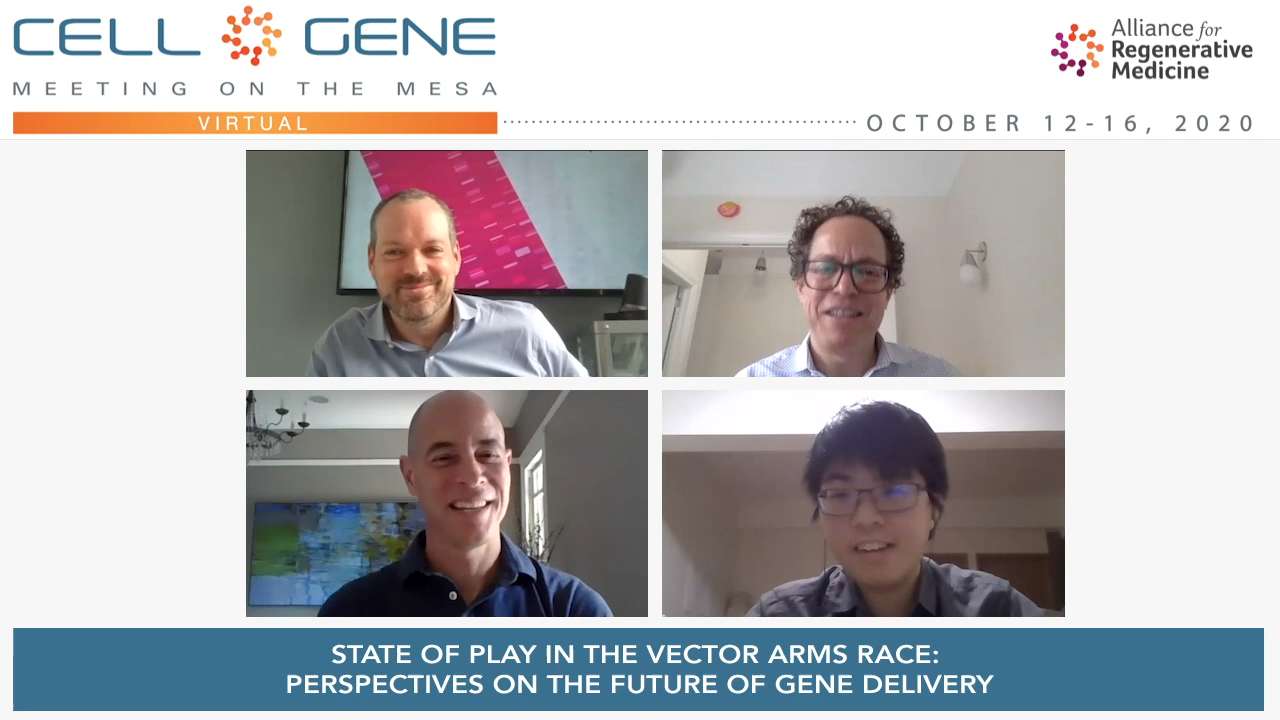 CELL GENE
MEETING ON THE MESA
VIRTUAL
Alliance for
Regenerative
Medicine
OCTOBER 12-16, 2020
STATE OF PLAY IN THE VECTOR ARMS RACE:
PERSPECTIVES ON THE FUTURE OF GENE DELIVERY